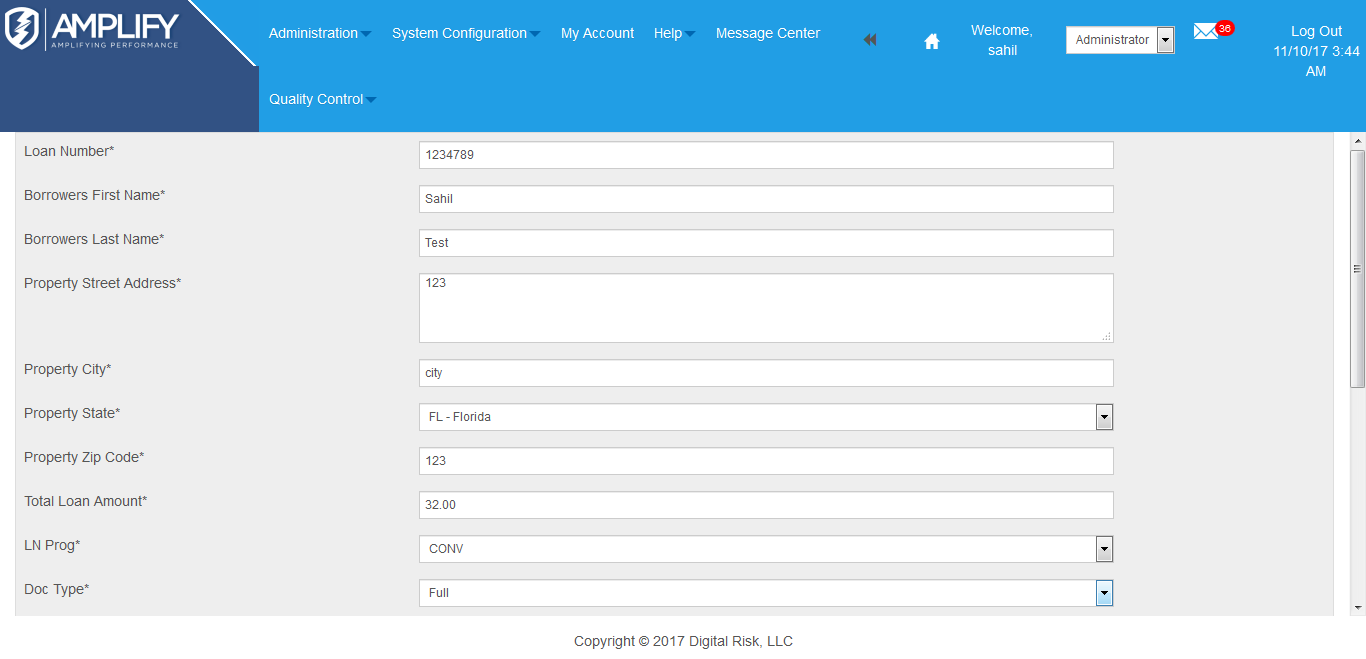 AMPLIFY
AMPLIFYING PERFORMANCE
Administration
System Configuration
My Account
Help
Message Center
Welcome,
sahil
Administrator
36
Log Out
11/10/17 3:44
AM
Quality Control
Loan Number*
1234789
Borrowers First Name*
Sahil
Borrowers Last Name*
Test
Property Street Address*
123
Property City*
city
Property State*
FL - Florida
Property Zip Code*
123
Total Loan Amount*
32.00
LN Prog*
CONV
Doc Type*
Full
Copyright © 2017 Digital Risk, LLC